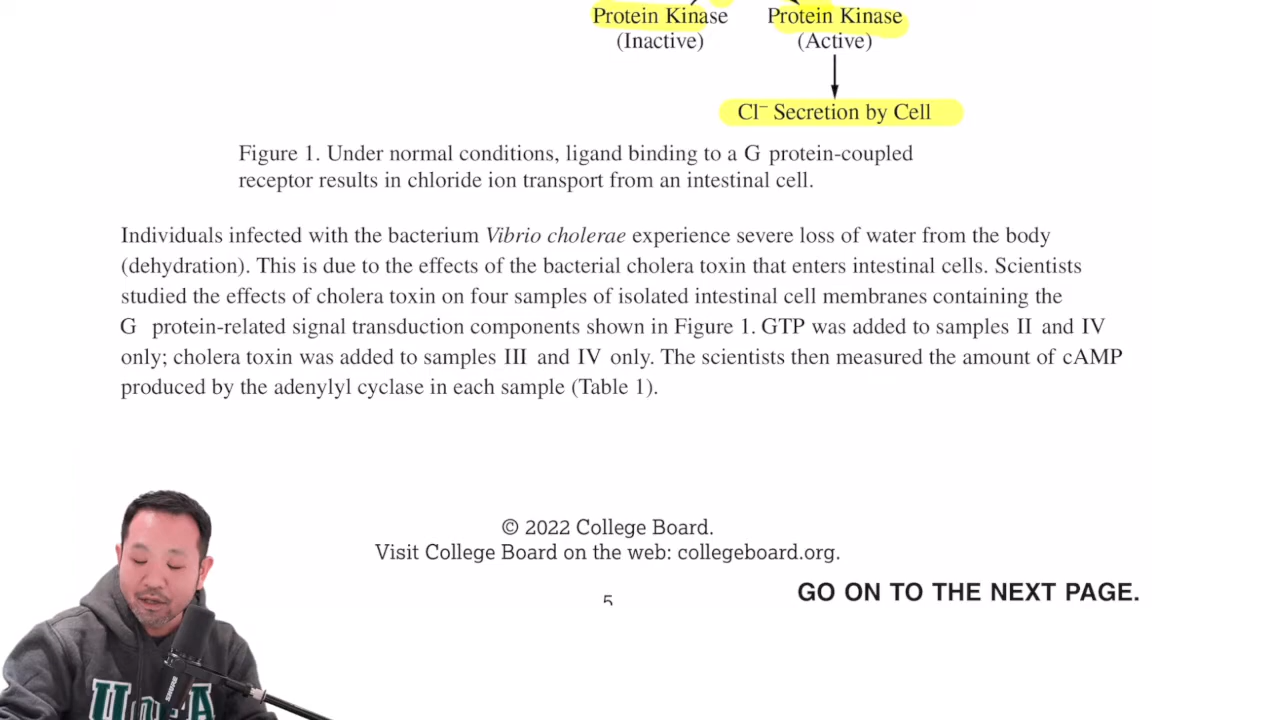 Protein Kinase Protein Kinase
(Inactive) (Active)
Cl⁻ Secretion by Cell
Figure 1. Under normal conditions, ligand binding to a G protein-coupled
receptor results in chloride ion transport from an intestinal cell.
Individuals infected with the bacterium Vibrio cholerae experience severe loss of water from the body
(dehydration). This is due to the effects of the bacterial cholera toxin that enters intestinal cells. Scientists
studied the effects of cholera toxin on four samples of isolated intestinal cell membranes containing the
G protein-related signal transduction components shown in Figure 1. GTP was added to samples II and IV
only; cholera toxin was added to samples III and IV only. The scientists then measured the amount of cAMP
produced by the adenylyl cyclase in each sample (Table 1).
© 2022 College Board.
Visit College Board on the web: collegeboard.org.
5
GO ON TO THE NEXT PAGE.
SHURE